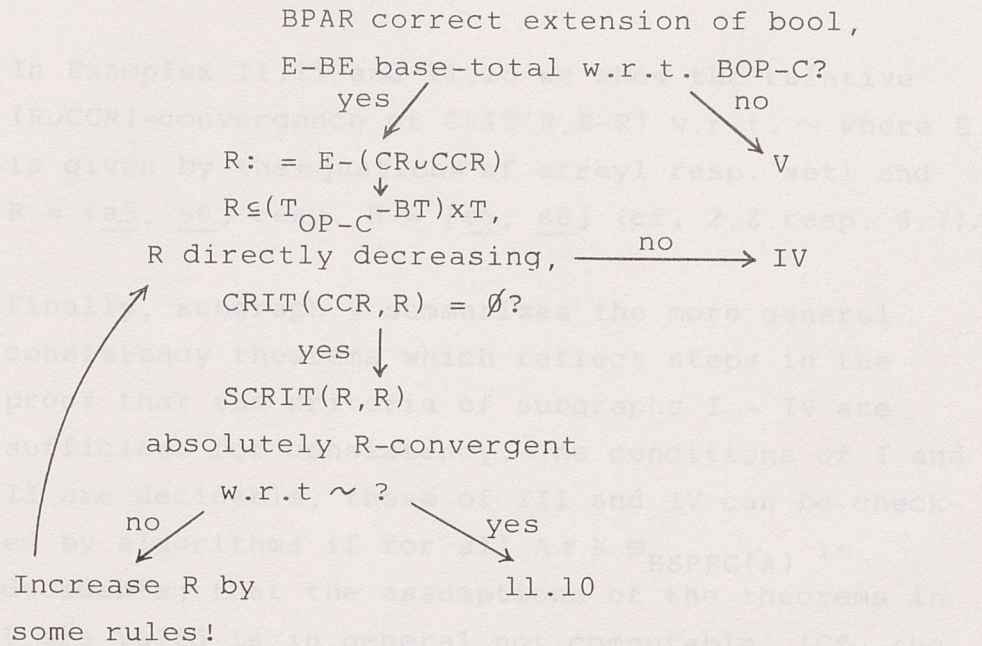 BPAR correct extension of bool,
E-BE base-total w.r.t. BOP-C?
yes no
R: = E-(CR∪CCR) V
R⊆(T_OP-C-BT)xT,
R directly decreasing, no IV
CRIT(CCR,R) = Ø?
yes
SCRIT(R,R)
absolutely R-convergent
w.r.t ~ ?
no yes
Increase R by 11.10
some rules!